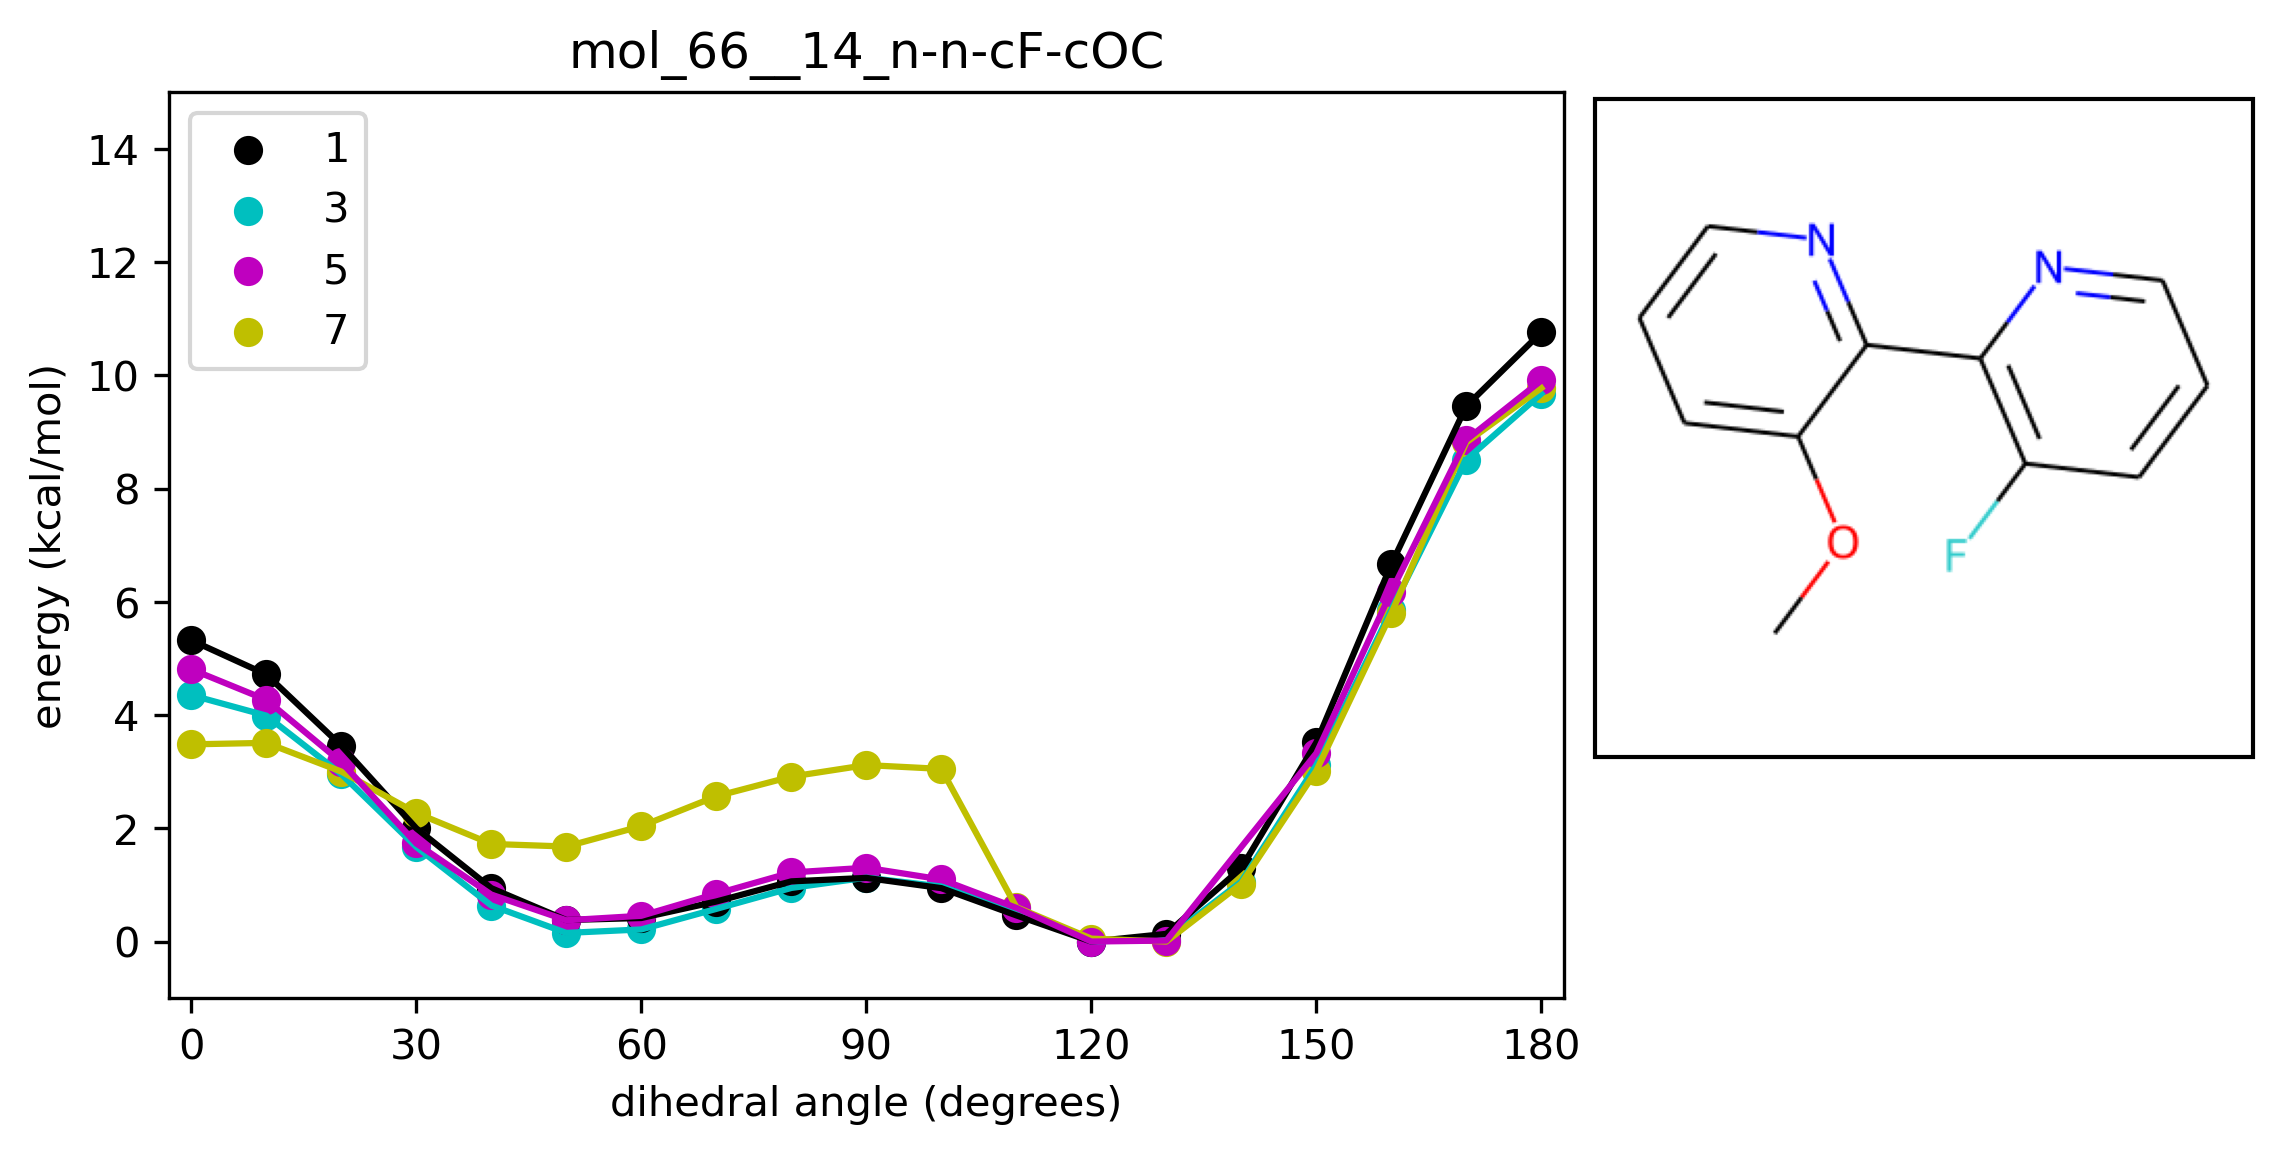 mol_66__14_n-n-cF-cOC
1
3
5
7
energy (kcal/mol)
14
12
10
8
6
4
2
0
0 30 60 90 120 150 180
dihedral angle (degrees)
N
N
O
F